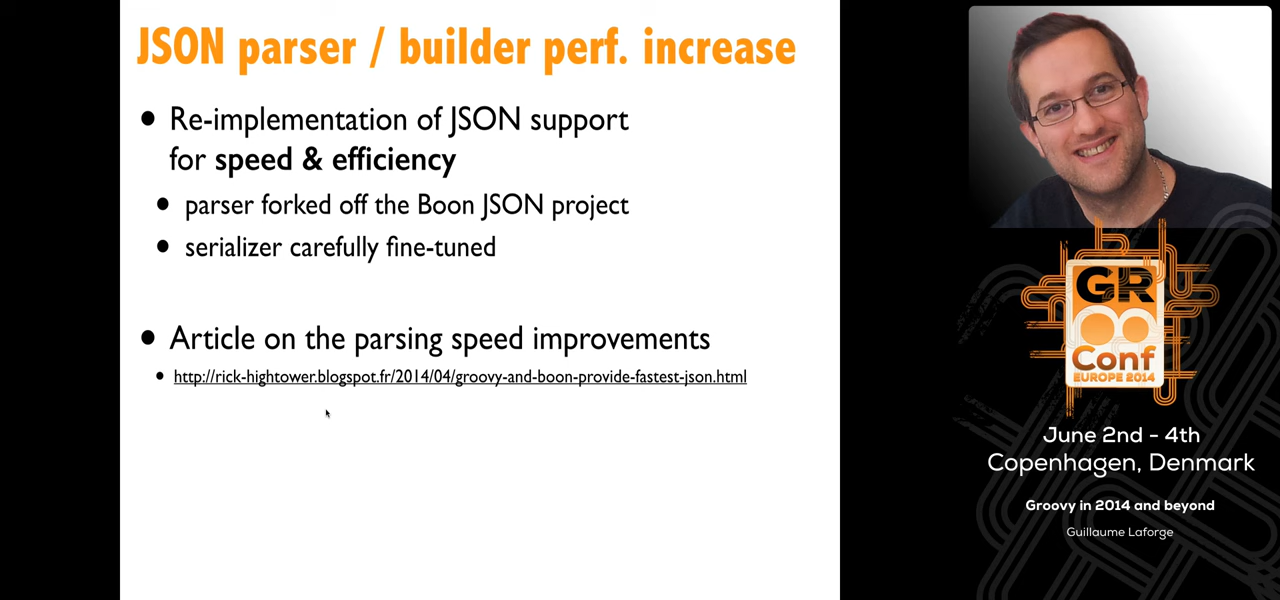 JSON parser / builder perf. increase
Re-implementation of JSON support
for speed & efficiency
parser forked off the Boon JSON project
serializer carefully fine-tuned
Article on the parsing speed improvements
http://rick-hightower.blogspot.fr/2014/04/groovy-and-boon-provide-fastest-json.html
GR
Conf
EUROPE 2014
June 2nd - 4th
Copenhagen, Denmark
Groovy in 2014 and beyond
Guillaume Laforge